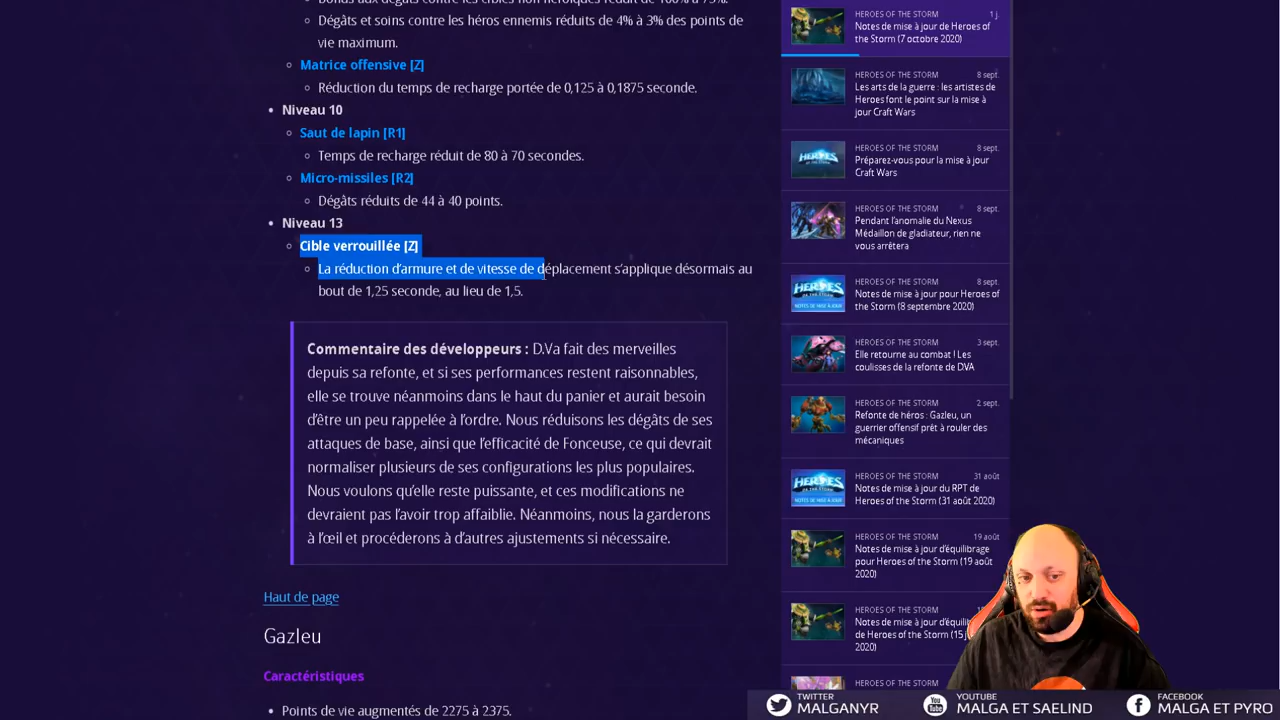 Bonus aux dégâts contre les cibles non héroïques réduit de 100% à 75%.
Dégâts et soins contre les héros ennemis réduits de 4% à 3% des points de
vie maximum.
Matrice offensive [Z]
Réduction du temps de recharge portée de 0,125 à 0,1875 seconde.
Niveau 10
Saut de lapin [R1]
Temps de recharge réduit de 80 à 70 secondes.
Micro-missiles [R2]
Dégâts réduits de 44 à 40 points.
Niveau 13
Cible verrouillée [Z]
La réduction d'armure et de vitesse de déplacement s'applique désormais au
bout de 1,25 seconde, au lieu de 1,5.
Commentaire des développeurs : D.Va fait des merveilles
depuis sa refonte, et si ses performances restent raisonnables,
elle se trouve néanmoins dans le haut du panier et aurait besoin
d'être un peu rappelée à l'ordre. Nous réduisons les dégâts de ses
attaques de base, ainsi que l'efficacité de Fonceuse, ce qui devrait
normaliser plusieurs de ses configurations les plus populaires.
Nous voulons qu'elle reste puissante, et ces modifications ne
devraient pas l'avoir trop affaiblie. Néanmoins, nous la garderons
à l'œil et procéderons à d'autres ajustements si nécessaire.
Haut de page
Gazleu
Caractéristiques
Points de vie augmentés de 2275 à 2375.
HEROES OF THE STORM 1 j.
Notes de mise à jour de Heroes of
the Storm (7 octobre 2020)
HEROES OF THE STORM 8 sept.
Les arts de la guerre : les artistes de
Heroes font le point sur la mise à
jour Craft Wars
HEROES OF THE STORM 8 sept.
Préparez-vous pour la mise à jour
Craft Wars
HEROES OF THE STORM 8 sept.
Pendant l'anomalie du Nexus
Médaillon de gladiateur, rien ne
vous arrêtera
HEROES OF THE STORM 8 sept.
Notes de mise à jour pour Heroes of
the Storm (8 septembre 2020)
HEROES OF THE STORM 3 sept.
Elle retourne au combat ! Les
coulisses de la refonte de D.VA
HEROES OF THE STORM 2 sept.
Refonte de héros : Gazleu, un
guerrier offensif prêt à rouler des
mécaniques
HEROES OF THE STORM 31 août
Notes de mise à jour du RPT de
Heroes of the Storm (31 août 2020)
HEROES OF THE STORM 19 août
Notes de mise à jour d'équilibrage
pour Heroes of the Storm (19 août
2020)
HEROES OF THE STORM
Notes de mise à jour
de Heroes of the Storm (15
2020)
HEROES OF THE STORM
TWITTER
MALGANYR
YOUTUBE
MALGA ET SAELIND
FACEBOOK
MALGA ET PYRO